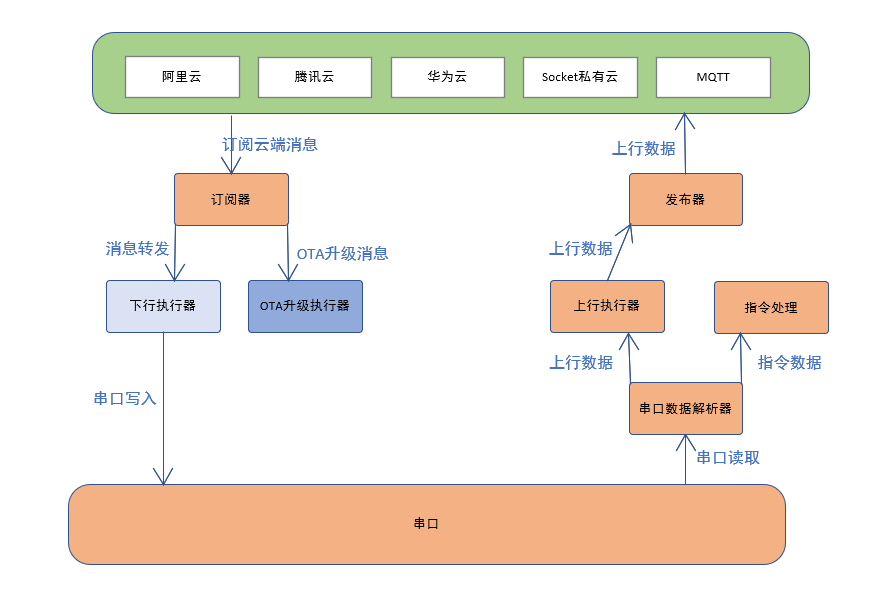 阿里云
腾讯云
华为云
Socket私有云
MQTT
订阅云端消息
上行数据
订阅器
发布器
消息转发
OTA升级消息
上行数据
下行执行器
OTA升级执行器
上行执行器
指令处理
上行数据
指令数据
串口写入
串口数据解析器
串口读取
串口